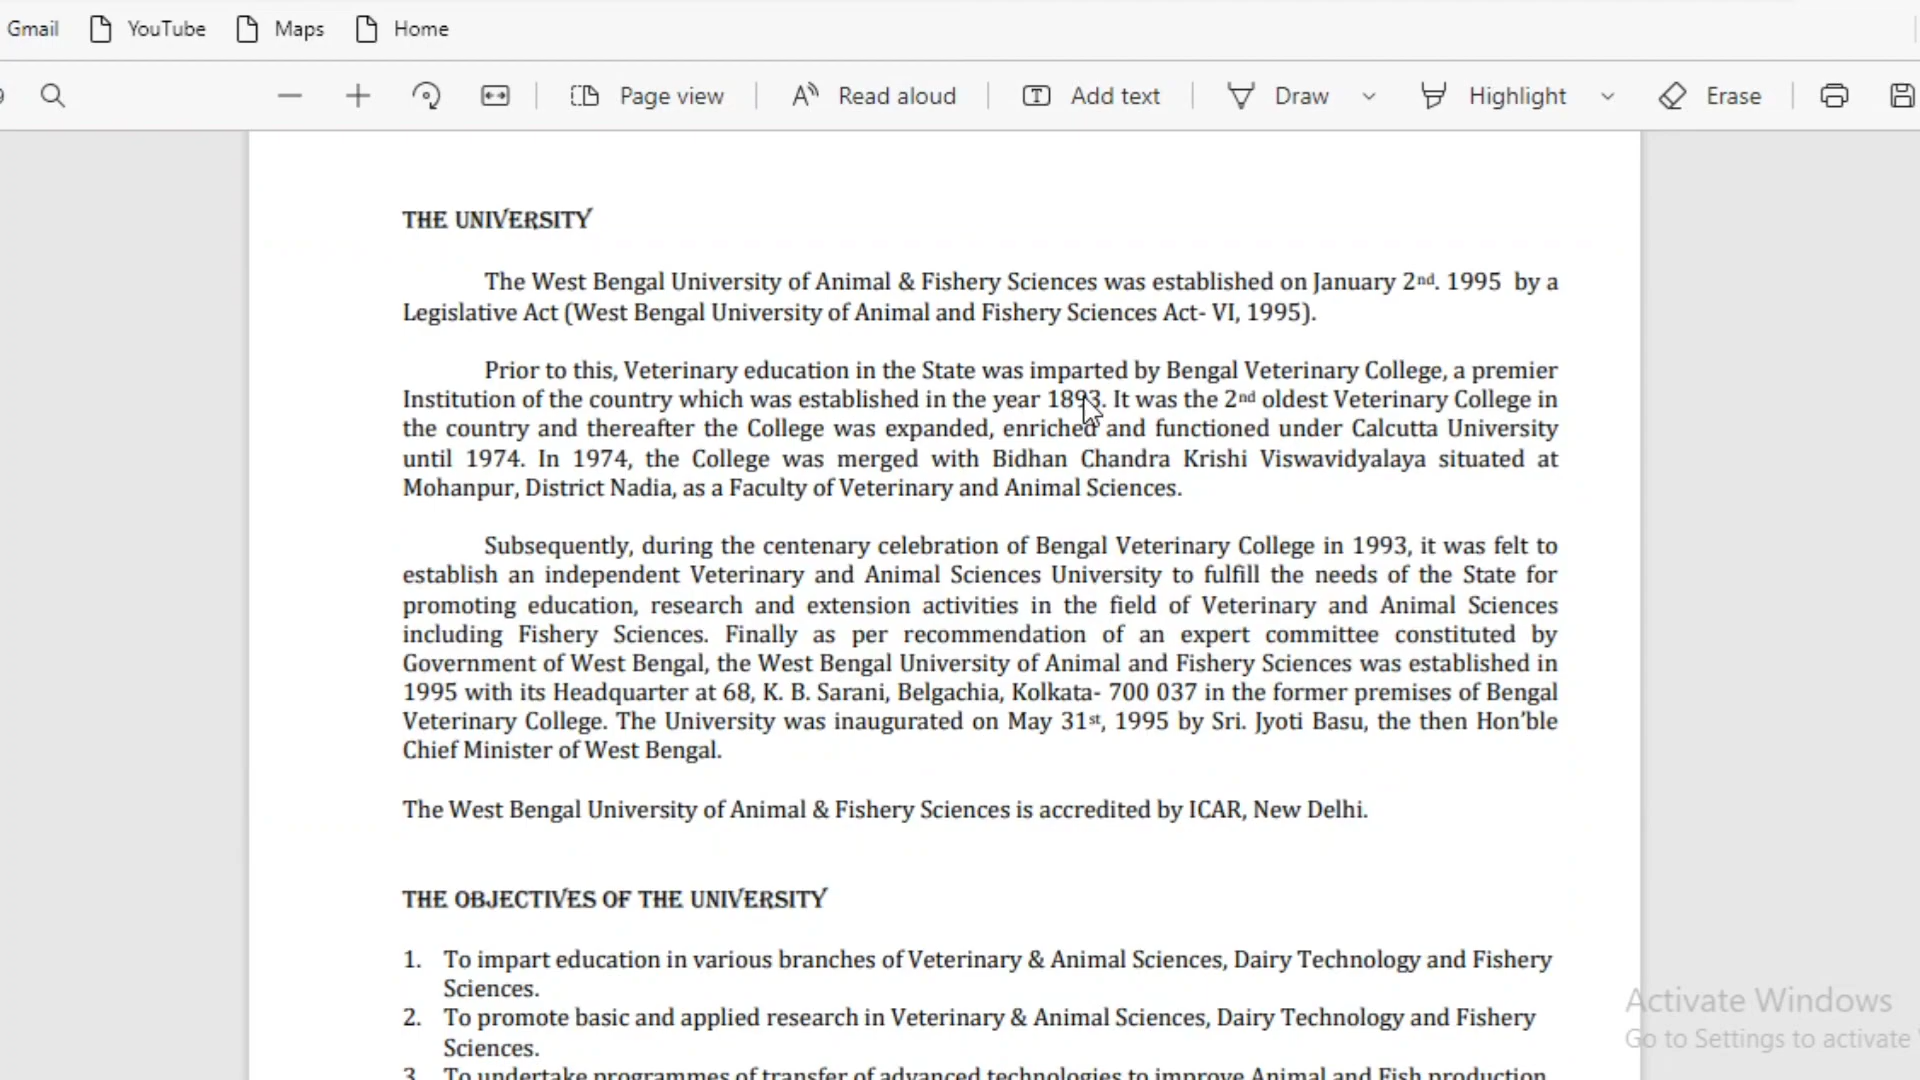 Gmail YouTube Maps Home
Page view Read aloud Add text Draw Highlight Erase
THE UNIVERSITY
The West Bengal University of Animal & Fishery Sciences was established on January 2nd. 1995 by a
Legislative Act (West Bengal University of Animal and Fishery Sciences Act- VI, 1995).
Prior to this, Veterinary education in the State was imparted by Bengal Veterinary College, a premier
Institution of the country which was established in the year 1893. It was the 2nd oldest Veterinary College in
the country and thereafter the College was expanded, enriched and functioned under Calcutta University
until 1974. In 1974, the College was merged with Bidhan Chandra Krishi Viswavidyalaya situated at
Mohanpur, District Nadia, as a Faculty of Veterinary and Animal Sciences.
Subsequently, during the centenary celebration of Bengal Veterinary College in 1993, it was felt to
establish an independent Veterinary and Animal Sciences University to fulfill the needs of the State for
promoting education, research and extension activities in the field of Veterinary and Animal Sciences
including Fishery Sciences. Finally as per recommendation of an expert committee constituted by
Government of West Bengal, the West Bengal University of Animal and Fishery Sciences was established in
1995 with its Headquarter at 68, K. B. Sarani, Belgachia, Kolkata- 700 037 in the former premises of Bengal
Veterinary College. The University was inaugurated on May 31st, 1995 by Sri. Jyoti Basu, the then Hon’ble
Chief Minister of West Bengal.
The West Bengal University of Animal & Fishery Sciences is accredited by ICAR, New Delhi.
THE OBJECTIVES OF THE UNIVERSITY
1. To impart education in various branches of Veterinary & Animal Sciences, Dairy Technology and Fishery
Sciences.
2. To promote basic and applied research in Veterinary & Animal Sciences, Dairy Technology and Fishery
Sciences.
3. To undertake programmes of transfer of advanced technologies to improve Animal and Fish production
Activate Windows
Go to Settings to activate